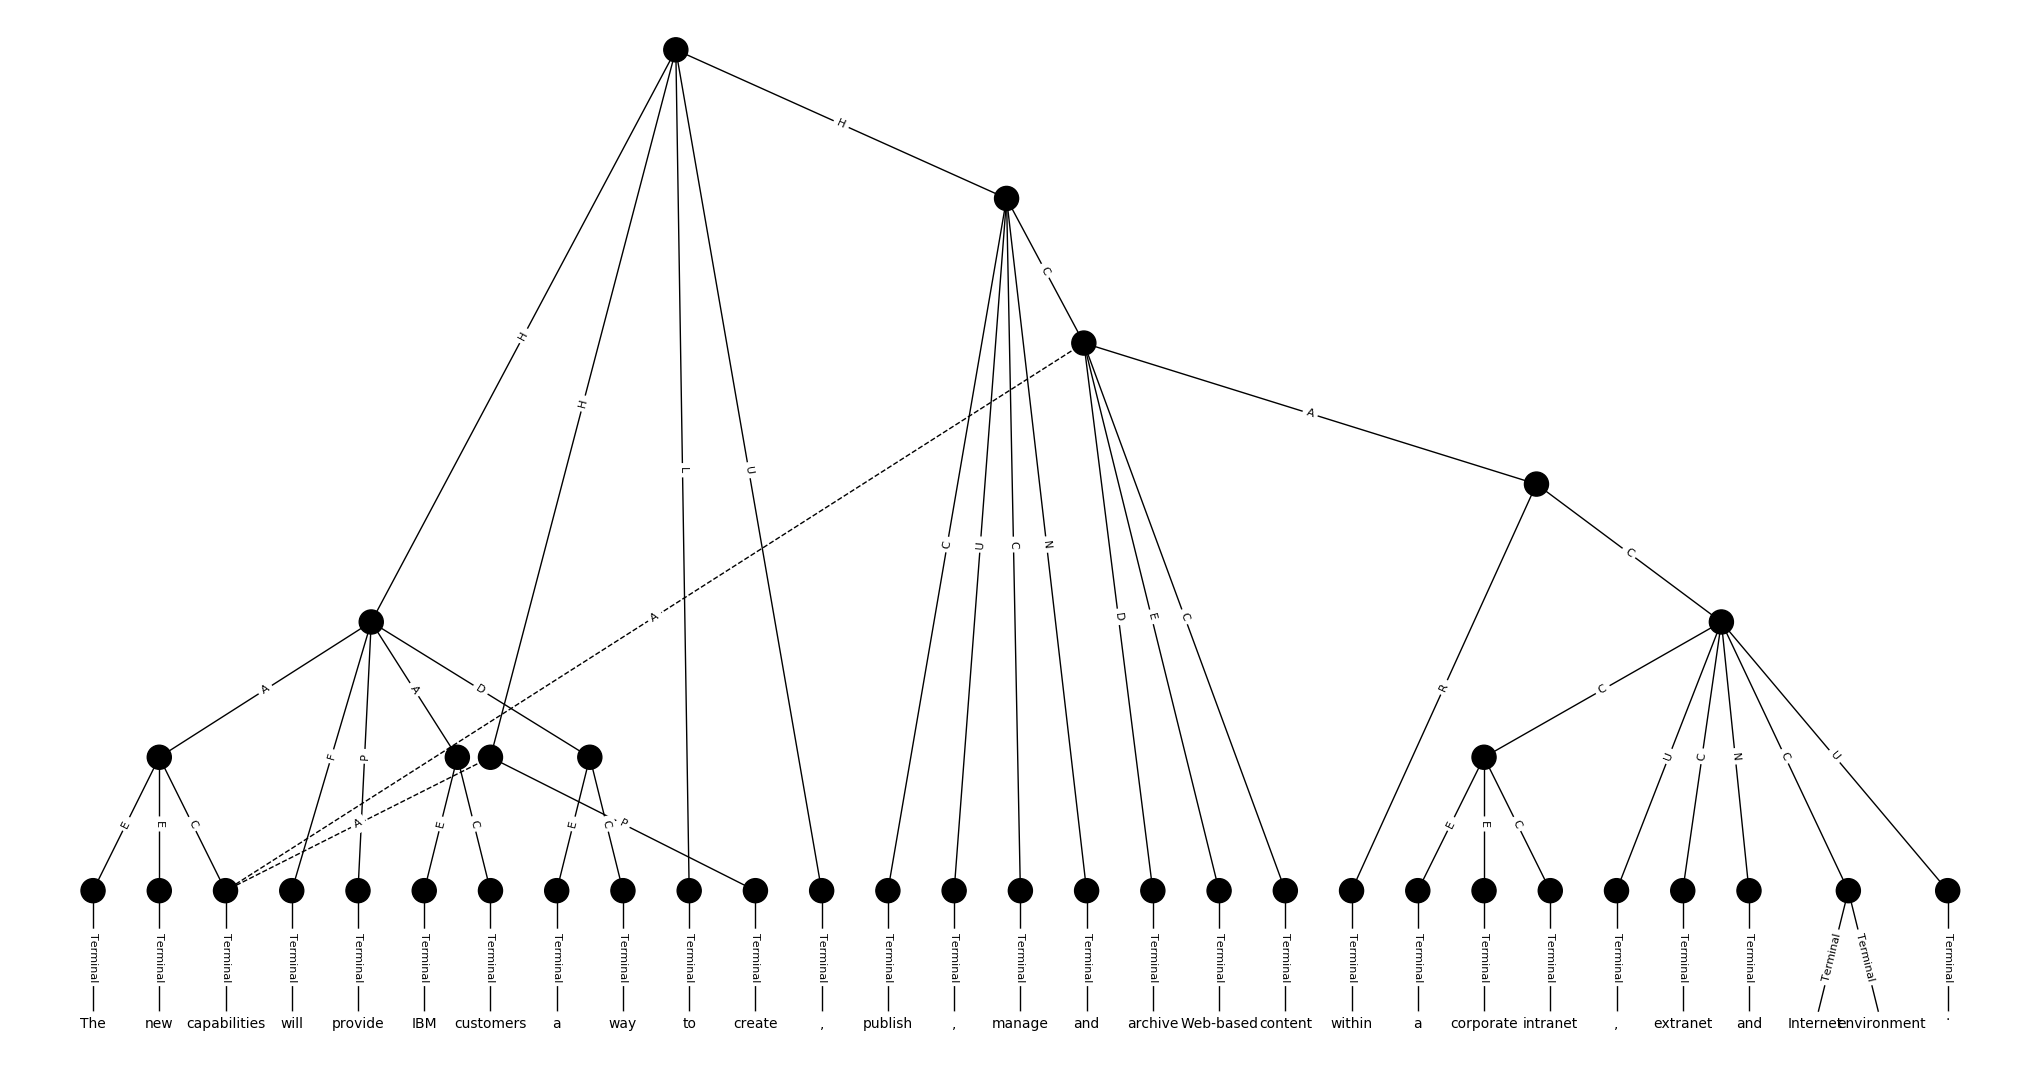 H
C
H
A
H
L
U
C
C
U
C
N
D
E
C
A
R
A
F
P
A
D
C
U
C
N
C
U
E
E
C
A
E
C
E
C
P
E
E
C
Terminal Terminal Terminal Terminal Terminal Terminal Terminal Terminal Terminal Terminal Terminal Terminal Terminal Terminal Terminal Terminal Terminal Terminal Terminal Terminal Terminal Terminal Terminal Terminal Terminal Terminal Terminal Terminal Terminal
The new capabilities will provide IBM customers a way to create , publish , manage and archive Web-based content within a corporate intranet , extranet and Internet environment .